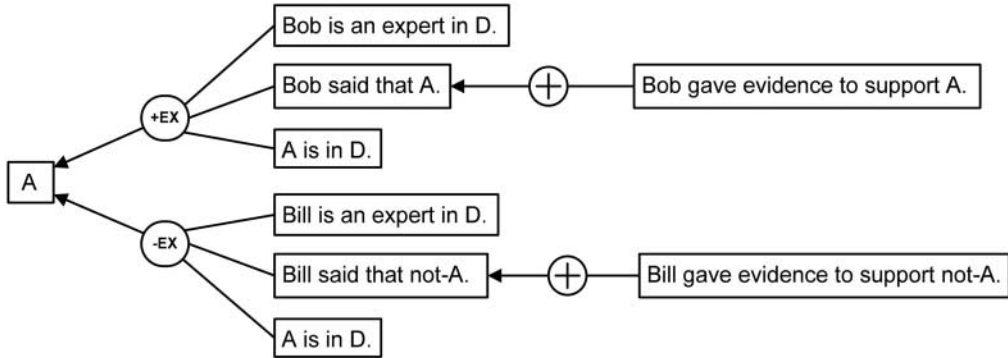 Bob is an expert in D.
Bob said that A.
+
Bob gave evidence to support A.
+EX
A is in D.
A
Bill is an expert in D.
-EX
Bill said that not-A.
+
Bill gave evidence to support not-A.
A is in D.